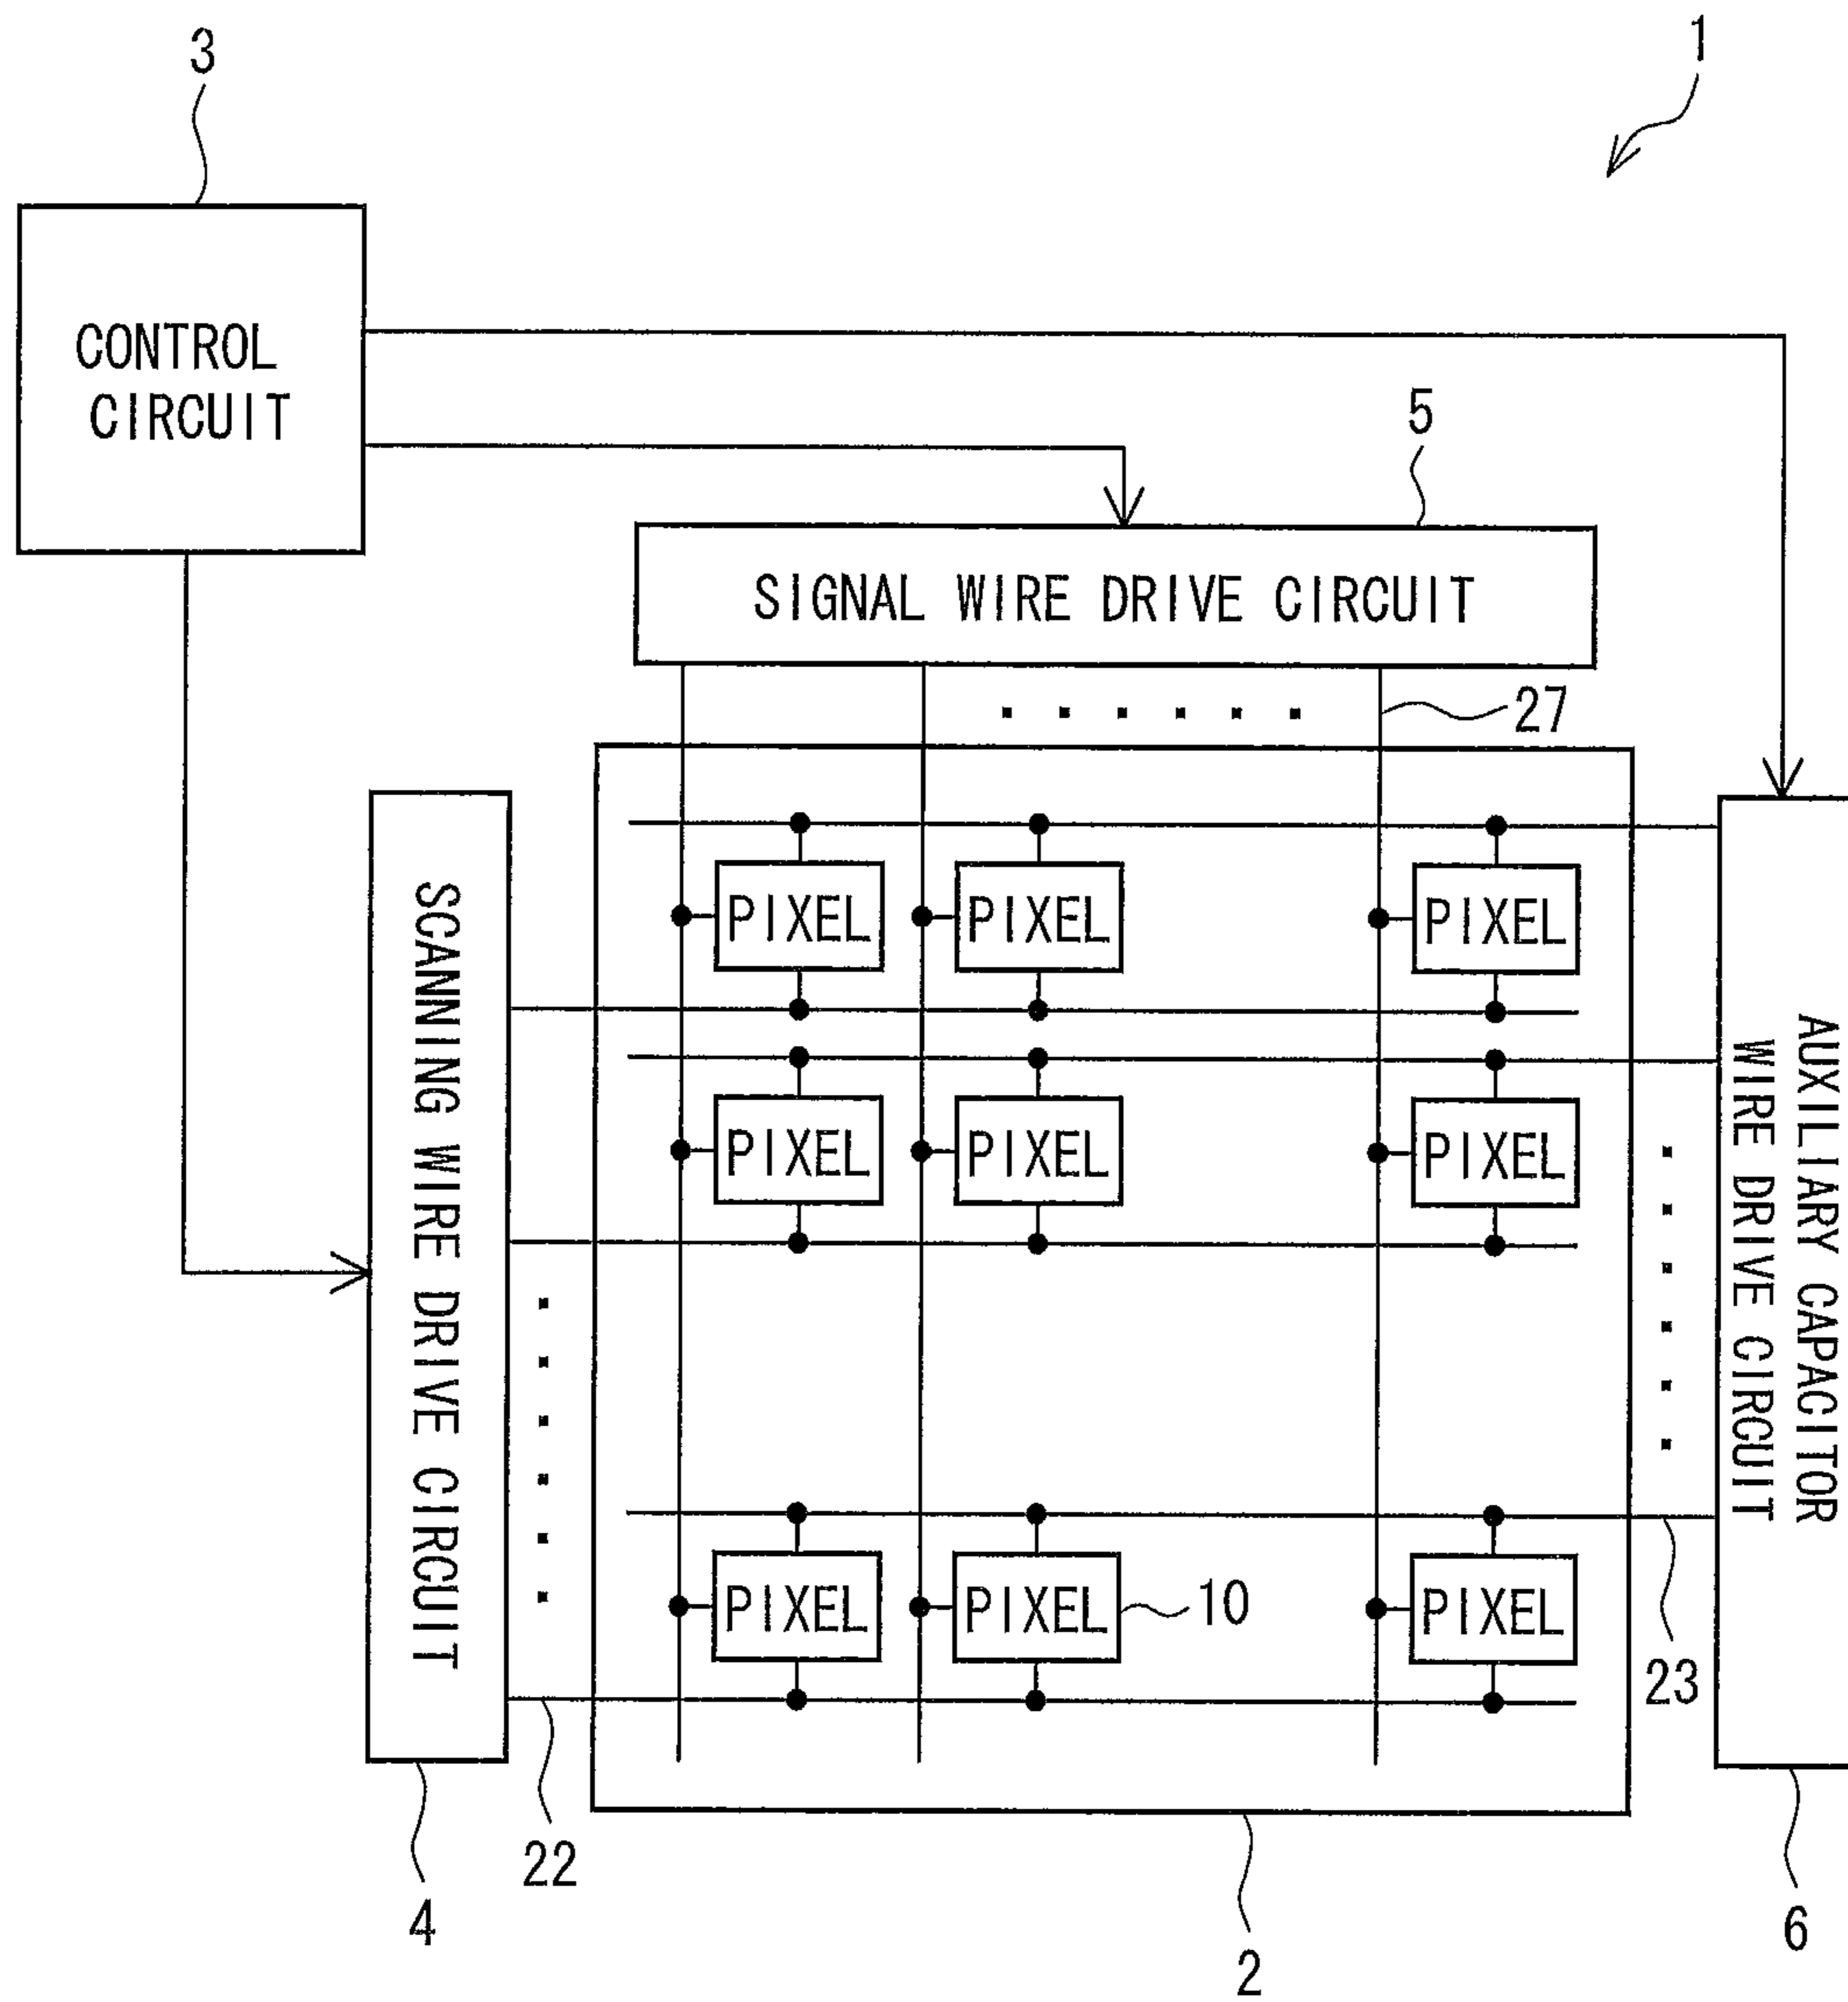 3
1
CONTROL
CIRCUIT
5
SIGNAL WIRE DRIVE CIRCUIT
27
SCANNING WIRE DRIVE CIRCUIT
PIXEL
PIXEL
PIXEL
PIXEL
PIXEL
PIXEL
PIXEL
PIXEL
PIXEL
10
AUXILIARY CAPACITOR
WIRE DRIVE CIRCUIT
23
22
4
2
6